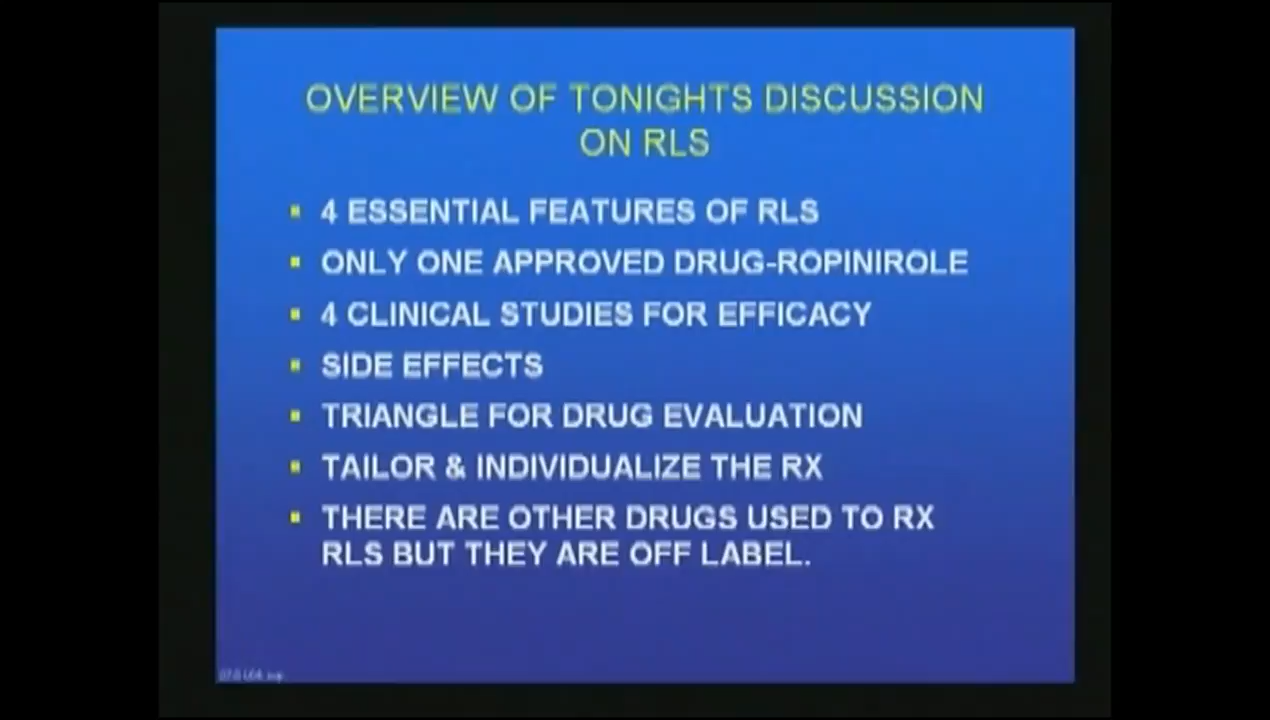 OVERVIEW OF TONIGHTS DISCUSSION
ON RLS
4 ESSENTIAL FEATURES OF RLS
ONLY ONE APPROVED DRUG-ROPINIROLE
4 CLINICAL STUDIES FOR EFFICACY
SIDE EFFECTS
TRIANGLE FOR DRUG EVALUATION
TAILOR & INDIVIDUALIZE THE RX
THERE ARE OTHER DRUGS USED TO RX
RLS BUT THEY ARE OFF LABEL.